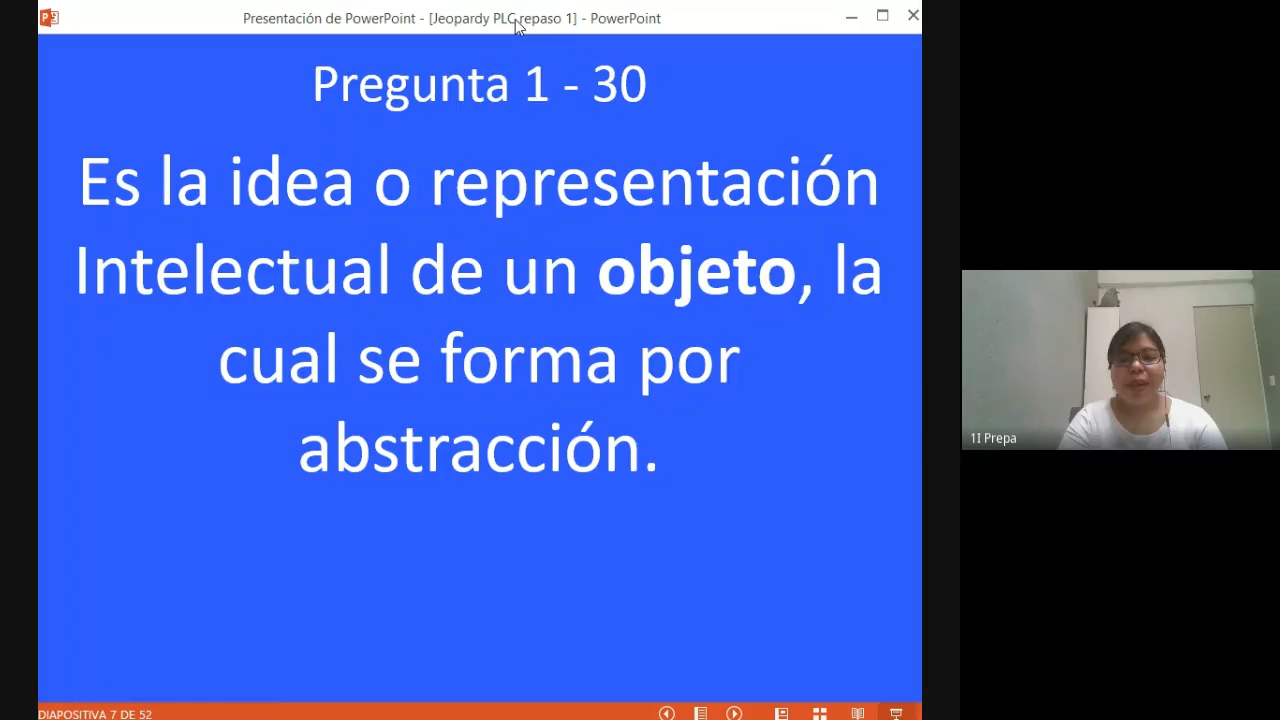 Presentación de PowerPoint - [Jeopardy PLC repaso 1] - PowerPoint
Pregunta 1 - 30
Es la idea o representación
Intelectual de un objeto, la
cual se forma por
abstracción.
1I Prepa
DIAPOSITIVA 7 DE 52